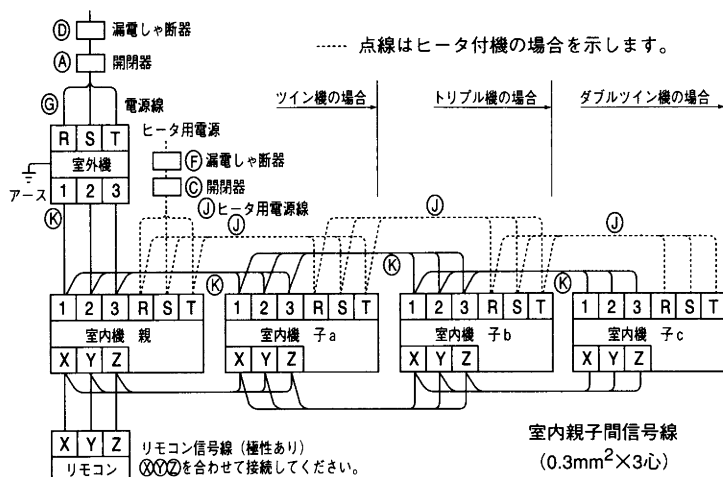 Ⓓ 漏電しゃ断器
------ 点線はヒータ付機の場合を示します。
Ⓐ 開閉器
Ⓖ 電源線
ツイン機の場合 トリプル機の場合 ダブルツイン機の場合
R S T
ヒータ用電源
室外機
Ⓕ 漏電しゃ断器
アース
1 2 3
Ⓒ 開閉器
Ⓚ
Ⓙ ヒータ用電源線
Ⓙ Ⓙ Ⓙ
Ⓚ Ⓚ Ⓚ
1 2 3 R S T 1 2 3 R S T 1 2 3 R S T 1 2 3 R S T
室内機 親 室内機 子a 室内機 子b 室内機 子c
X Y Z X Y Z X Y Z X Y Z
X Y Z
リモコン
リモコン信号線（極性あり）
ⓍⓎⓏを合わせて接続してください。
室内親子間信号線
(0.3mm²×3心)